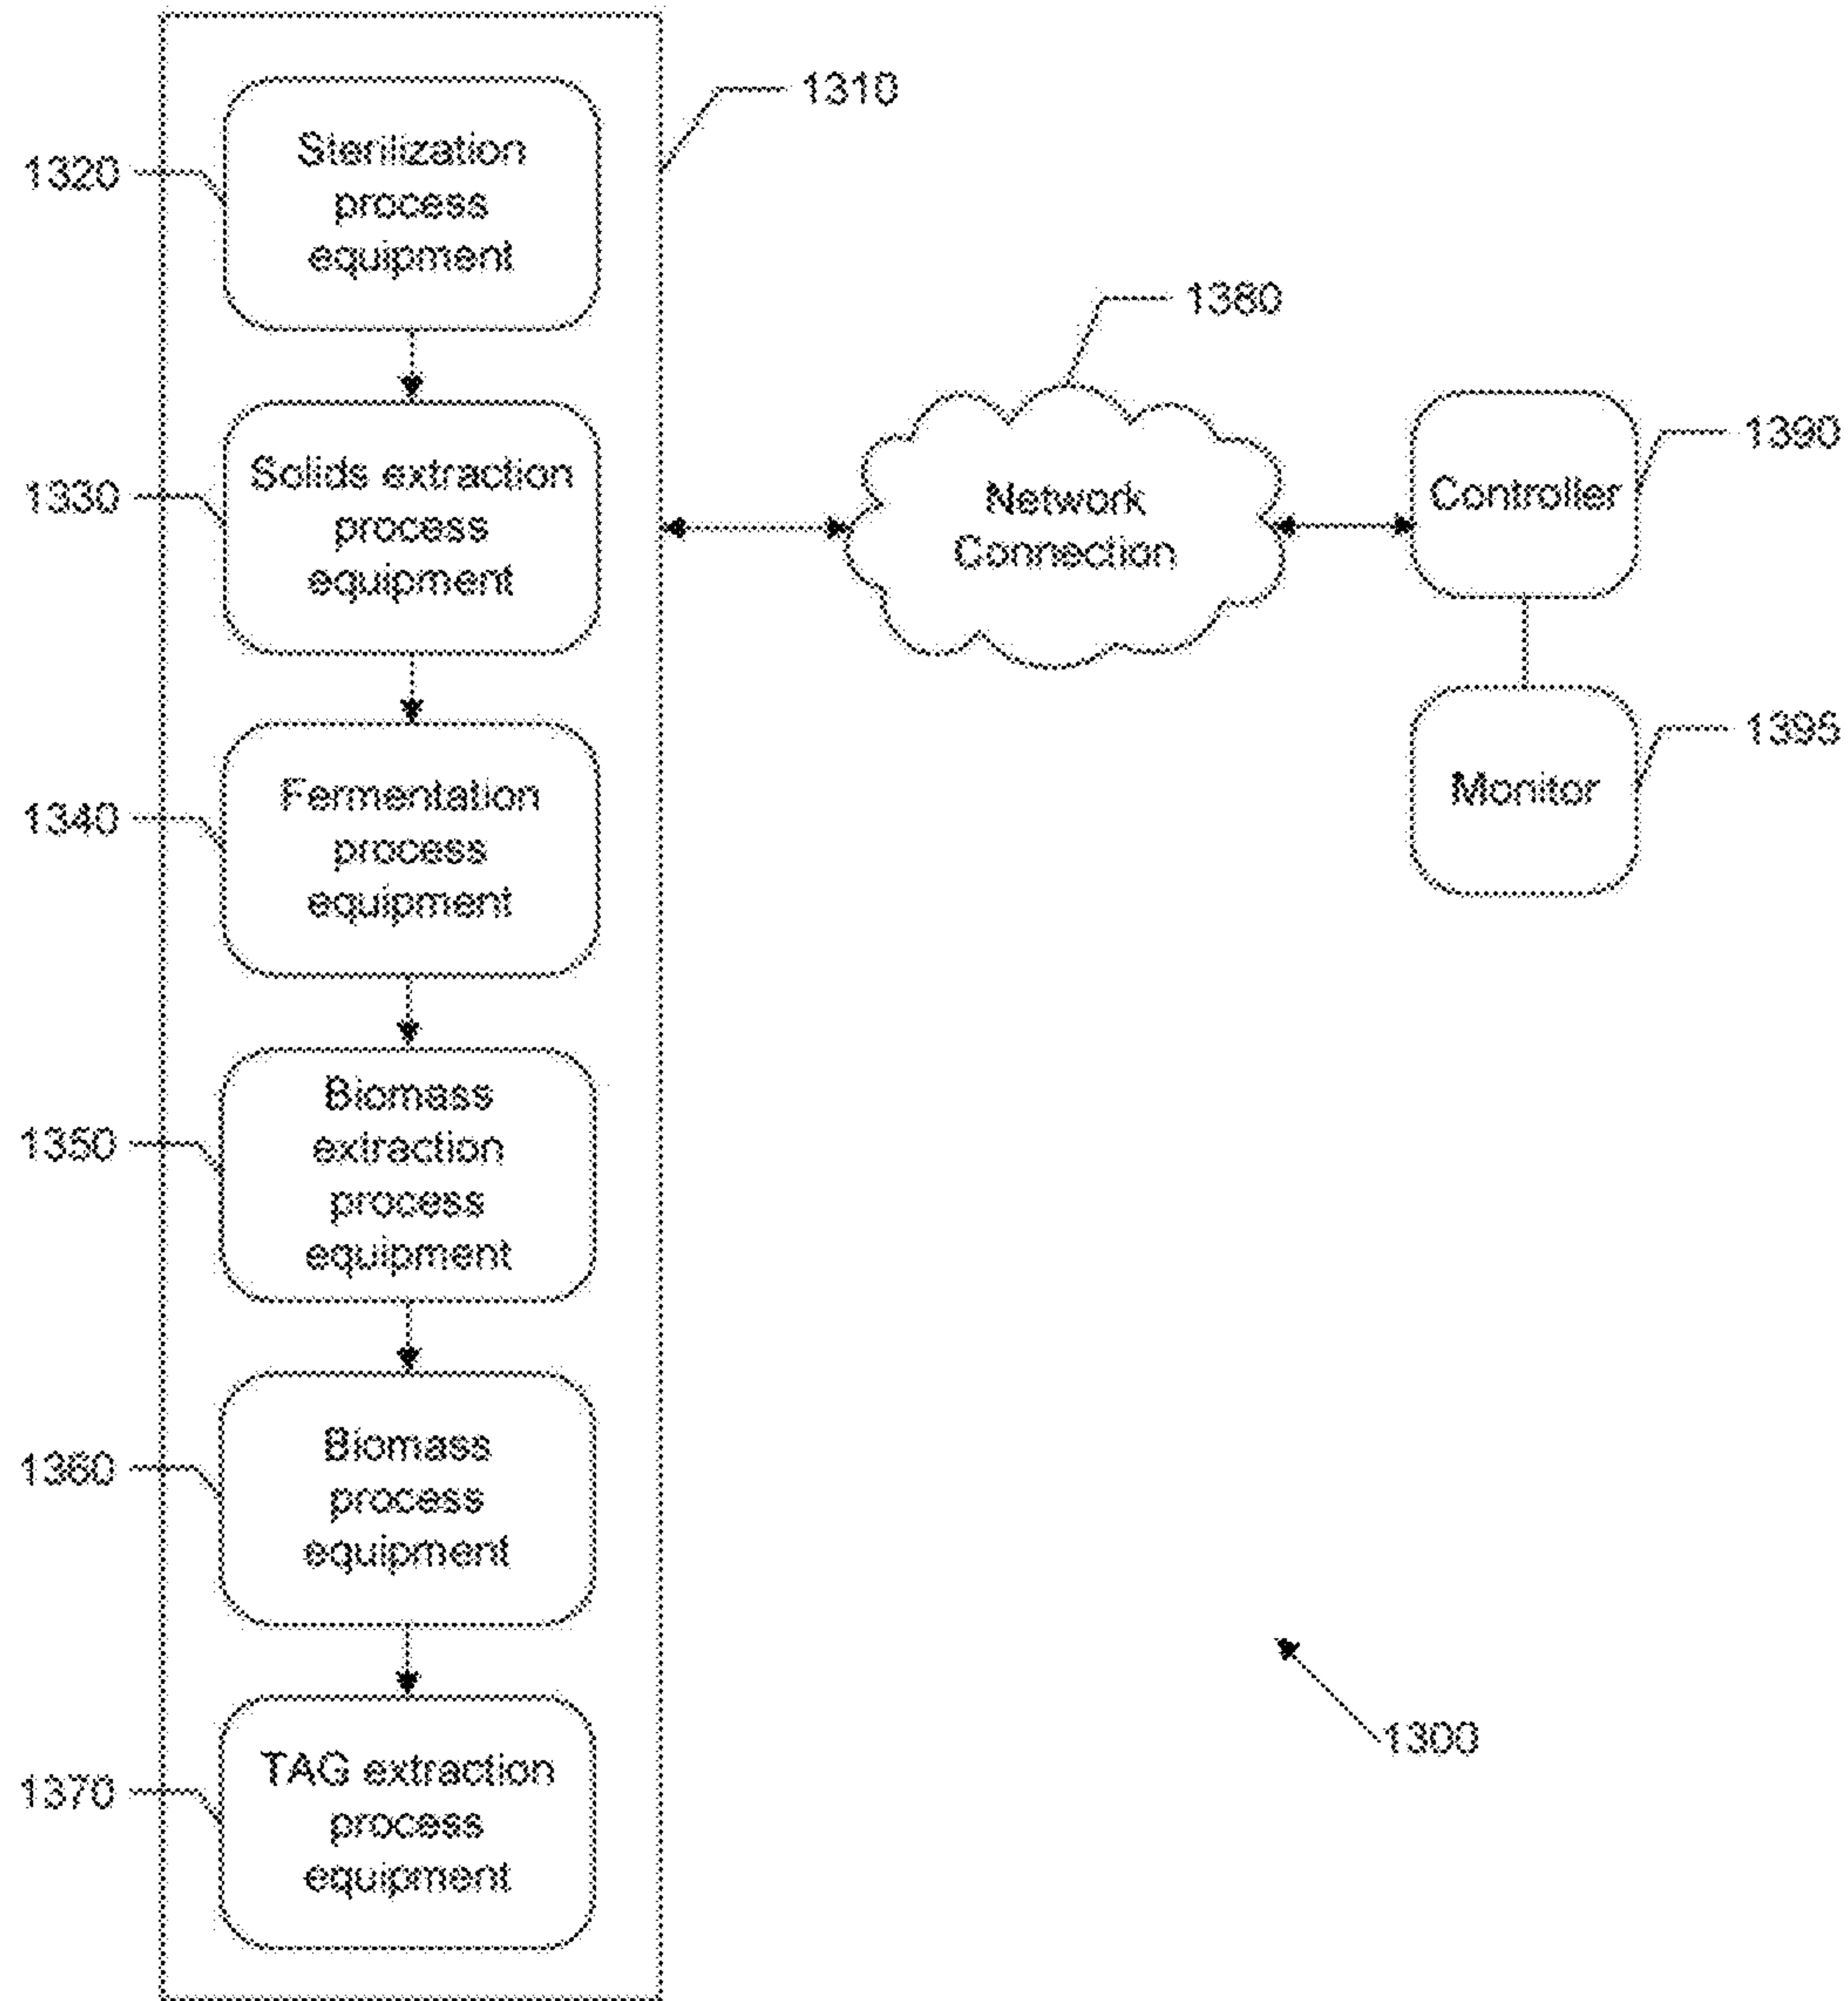 1310
1320
Sterilization
process
equipment
1380
1330
Solids extraction
process
equipment
Network
Connection
Controller
1390
Monitor
1395
1340
Fermentation
process
equipment
1350
Biomass
extraction
process
equipment
1360
Biomass
process
equipment
1300
1370
TAG extraction
process
equipment